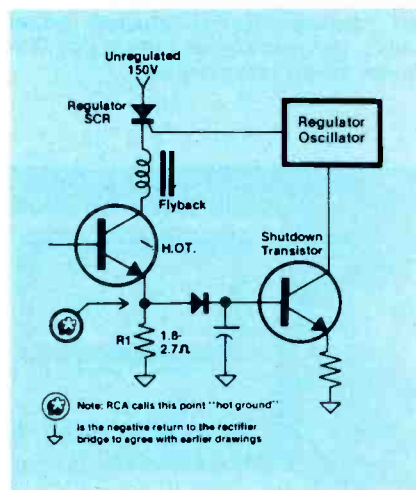 Unregulated
150V
Regulator
SCR
Regulator
Oscillator
Flyback
H.OT.
Shutdown
Transistor
R1
1.8-
2.7Ω
Note: RCA calls this point "hot ground"
is the negative return to the rectifier
bridge to agree with earlier drawings